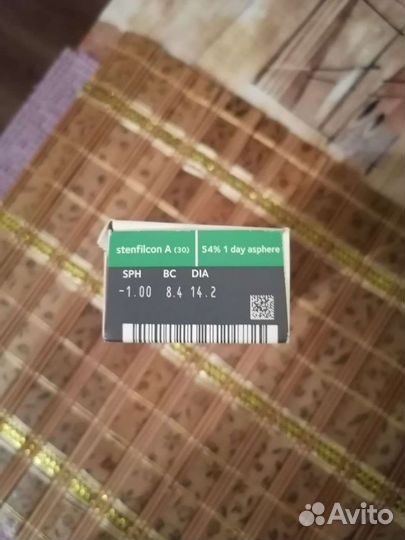 stenfilcon A (30) 54% 1 day asphere
SPH BC DIA
-1.00 8.4 14.2
Avito